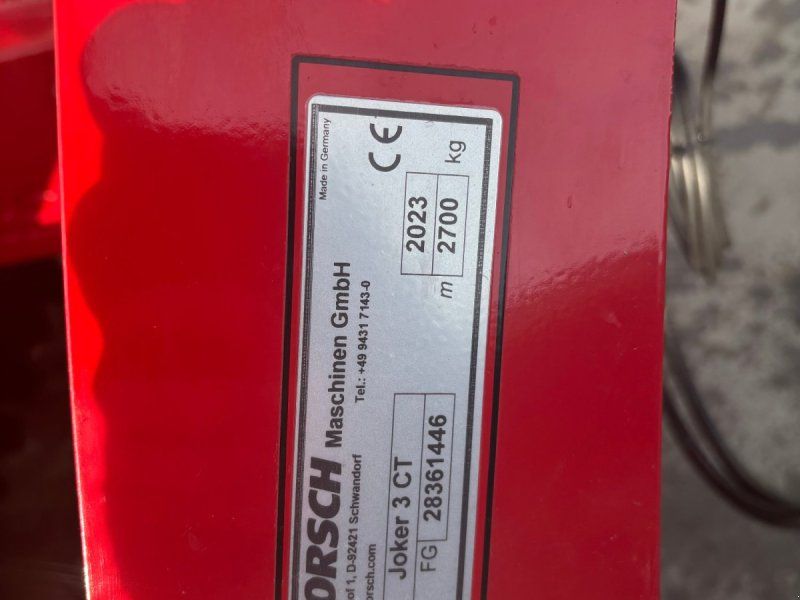 ORSCH Maschinen GmbH
of 1, D-92421 Schwandorf
Tel.: +49 9431 7143-0
orsch.com
Made in Germany
CE
Joker 3 CT
2023
FG 28361446
m 2700 kg